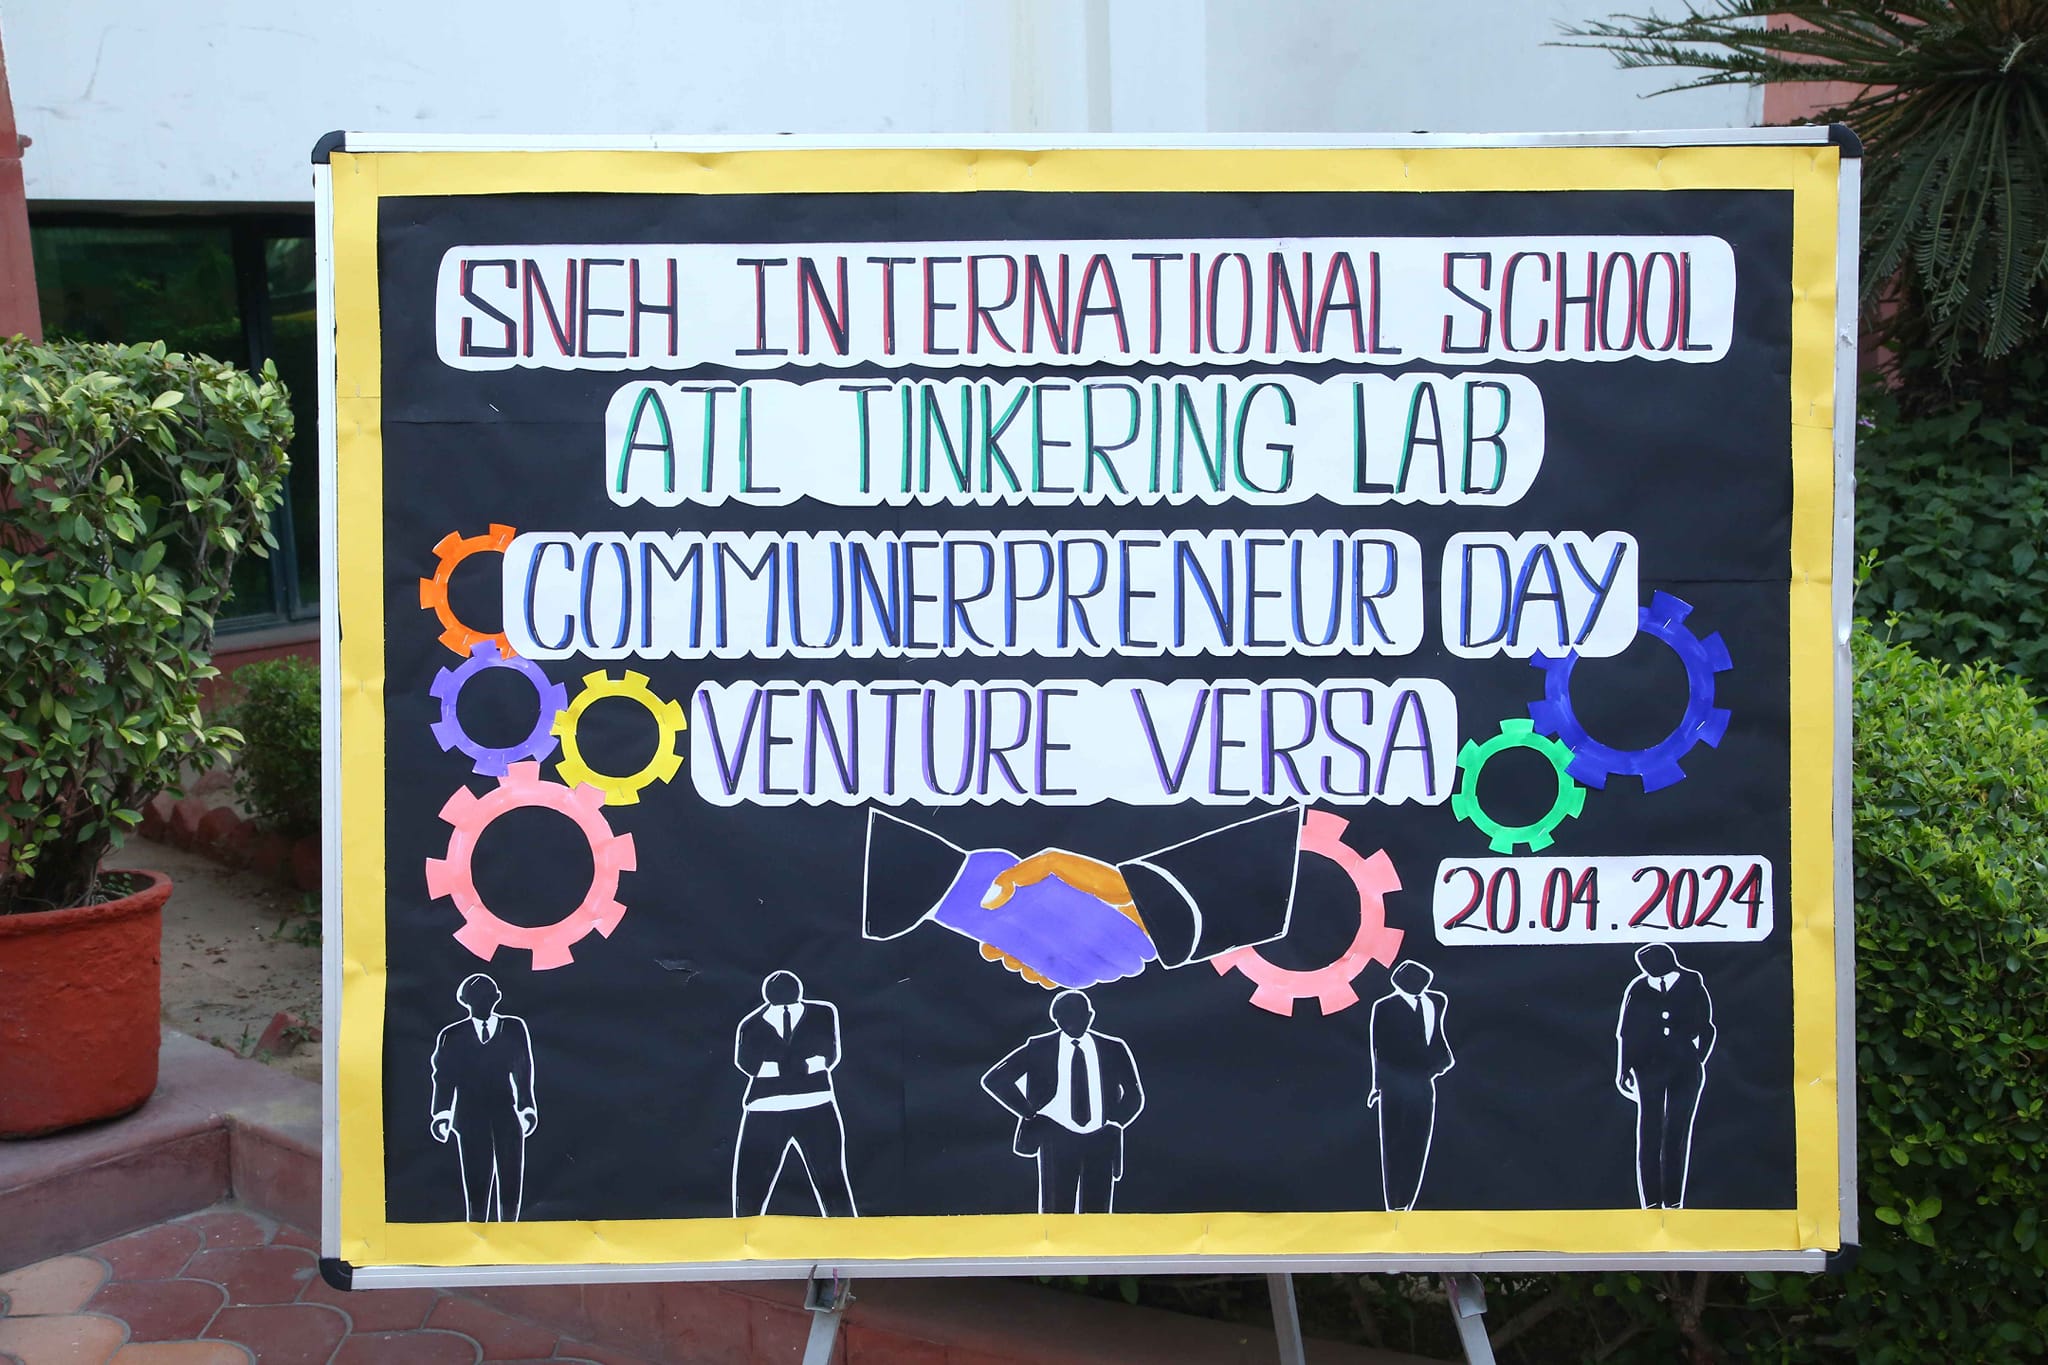 SNEH INTERNATIONAL SCHOOL
ATL TINKERING LAB
COMMUNERPRENEUR DAY
VENTURE VERSA
20.04.2024